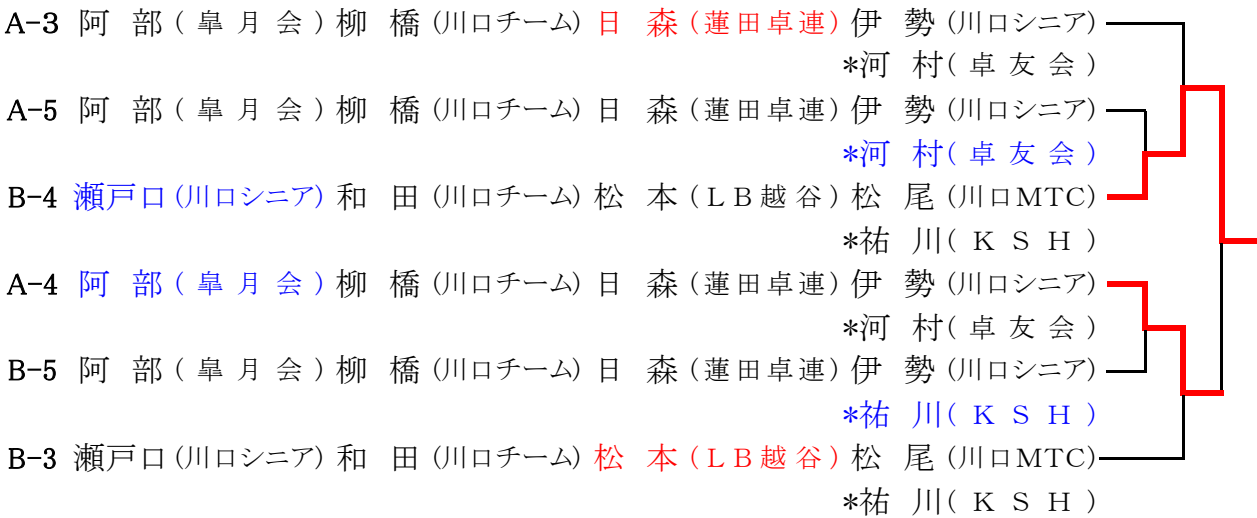 A-3 阿 部 ( 皐 月 会 ) 柳 橋 (川口チーム) 日 森 (蓮田卓連) 伊 勢 (川口シニア)
*河 村( 卓 友 会 )
A-5 阿 部 ( 皐 月 会 ) 柳 橋 (川口チーム) 日 森 (蓮田卓連) 伊 勢 (川口シニア)
*河 村( 卓 友 会 )
B-4 瀬戸口 (川口シニア) 和 田 (川口チーム) 松 本 (ＬＢ越谷) 松 尾 (川口MTC)
*祐 川( Ｋ Ｓ Ｈ )
A-4 阿 部 ( 皐 月 会 ) 柳 橋 (川口チーム) 日 森 (蓮田卓連) 伊 勢 (川口シニア)
*河 村( 卓 友 会 )
B-5 阿 部 ( 皐 月 会 ) 柳 橋 (川口チーム) 日 森 (蓮田卓連) 伊 勢 (川口シニア)
*祐 川( Ｋ Ｓ Ｈ )
B-3 瀬戸口 (川口シニア) 和 田 (川口チーム) 松 本 (ＬＢ越谷) 松 尾 (川口MTC)
*祐 川( Ｋ Ｓ Ｈ )